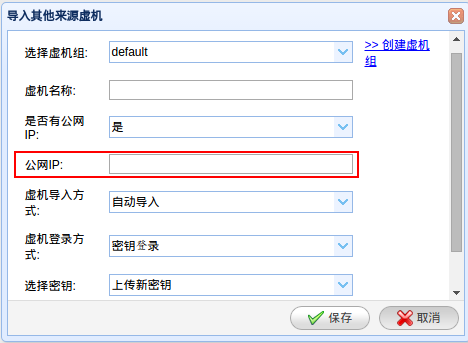 导入其他来源虚机
选择虚机组: default >> 创建虚机
组
虚机名称:
是否有公网
IP: 是
公网IP:
虚机导入方
式: 自动导入
虚机登录方
式: 密钥登录
选择密钥: 上传新密钥
保存 取消